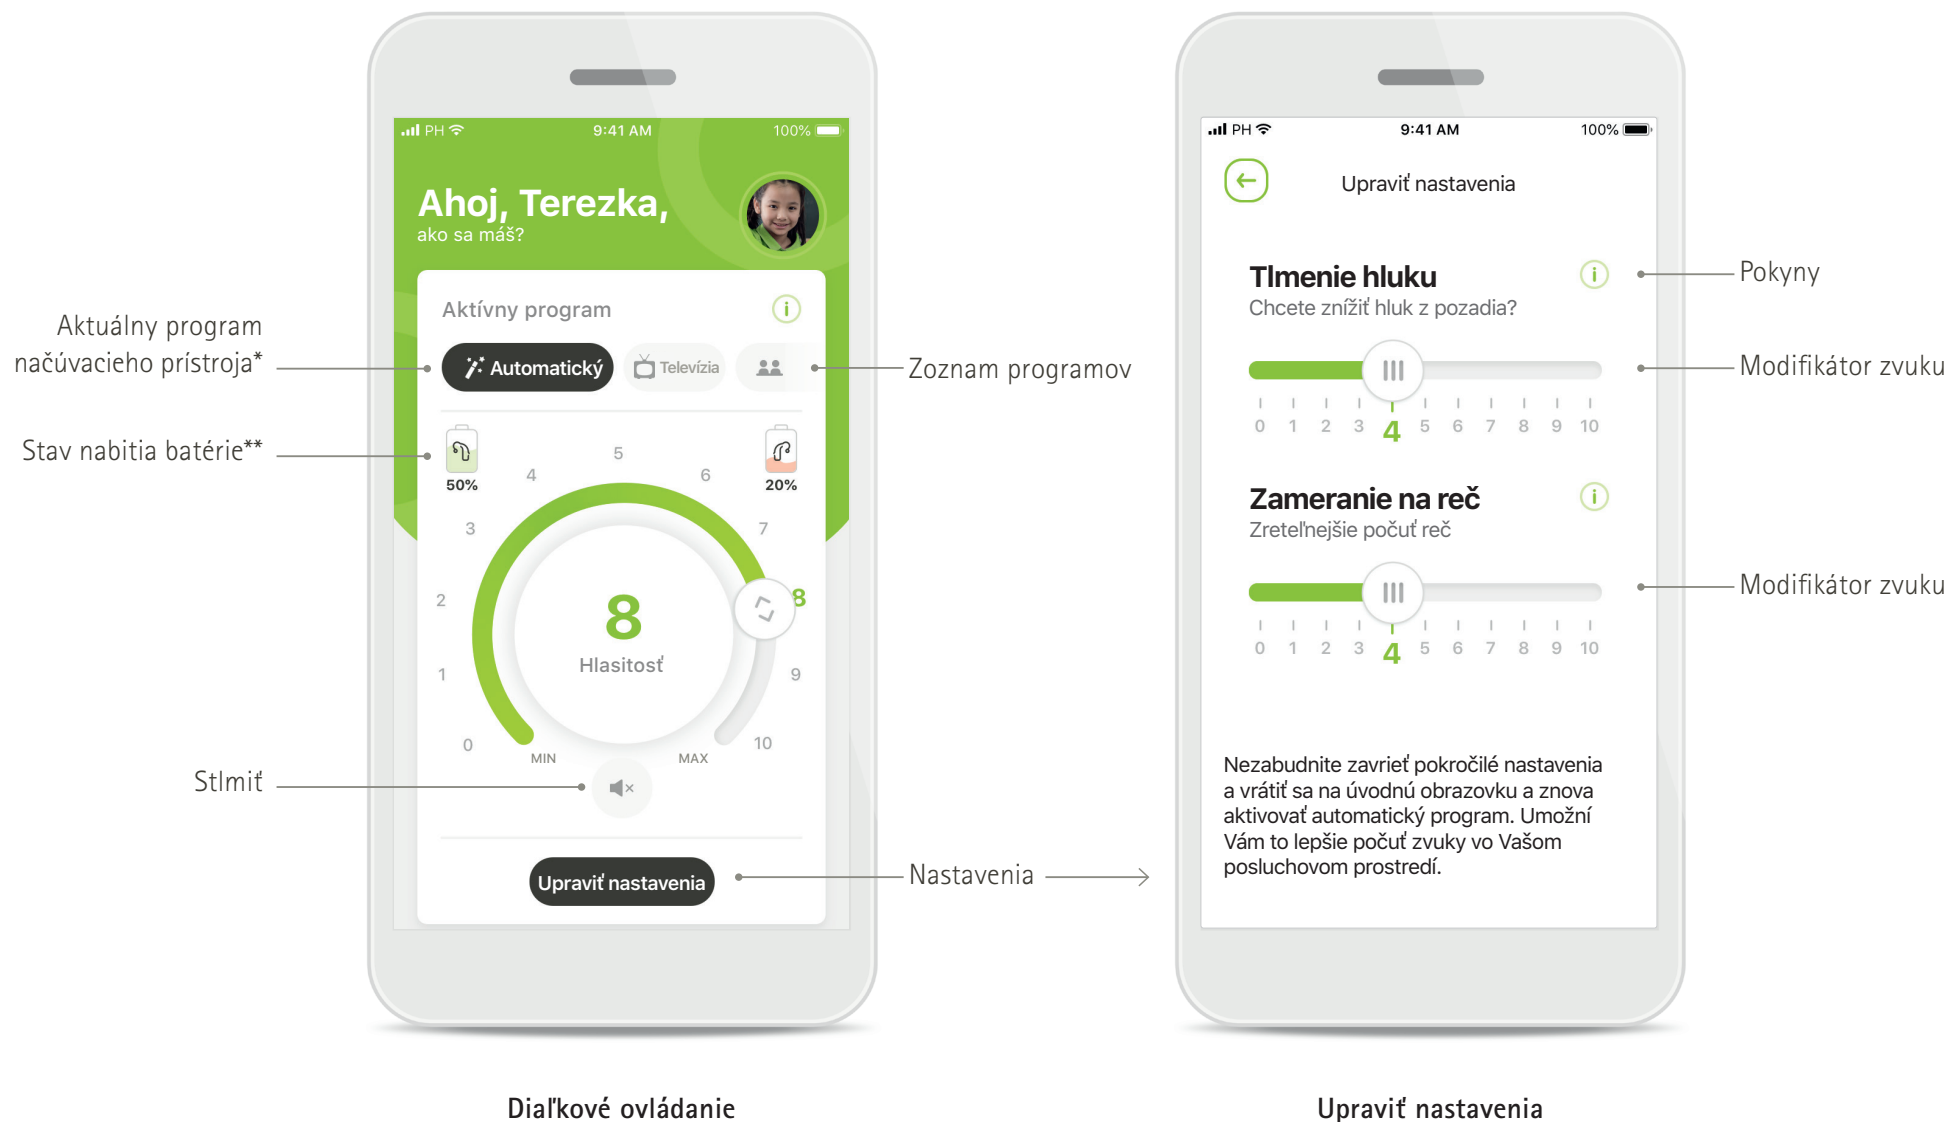 PH
9:41 AM
100%
Ahoj, Terezka,
ako sa máš?
Aktívny program
i
Automatický
Televízia
Aktuálny program
načúvacieho prístroja*
Zoznam programov
Stav nabitia batérie**
50%
20%
0
1
2
3
4
5
6
7
8
9
10
8
Hlasitosť
MIN
MAX
Stlmiť
Upraviť nastavenia
Nastavenia
Diaľkové ovládanie
PH
9:41 AM
100%
Upraviť nastavenia
Tlmenie hluku
i
Pokyny
Chcete znížiť hluk z pozadia?
Modifikátor zvuku
0 1 2 3 4 5 6 7 8 9 10
Zameranie na reč
i
Zreteľnejšie počuť reč
Modifikátor zvuku
0 1 2 3 4 5 6 7 8 9 10
Nezabudnite zavrieť pokročilé nastavenia
a vrátiť sa na úvodnú obrazovku a znova
aktivovať automatický program. Umožní
Vám to lepšie počuť zvuky vo Vašom
posluchovom prostredí.
Upraviť nastavenia